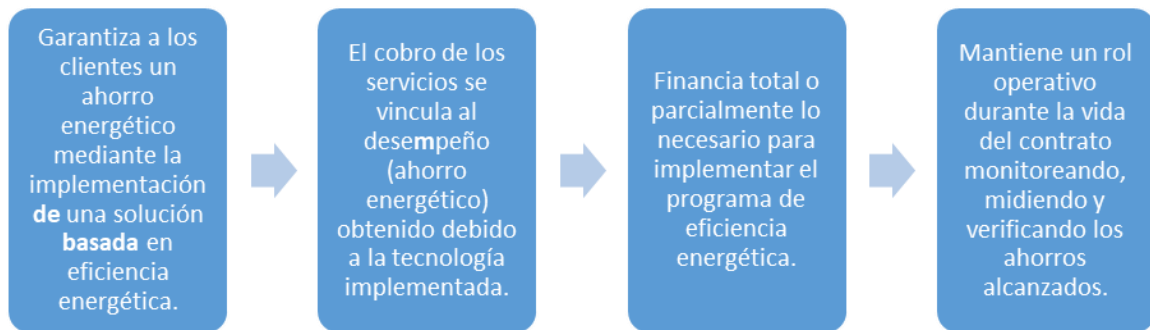 Garantiza a los
clientes un
ahorro
energético
mediante la
implementación
de una solución
basada en
eficiencia
energética.
El cobro de los
servicios se
vincula al
desempeño
(ahorro
energético)
obtenido debido
a la tecnología
implementada.
Financia total o
parcialmente lo
necesario para
implementar el
programa de
eficiencia
energética.
Mantiene un rol
operativo
durante la vida
del contrato
monitoreando,
midiendo y
verificando los
ahorros
alcanzados.